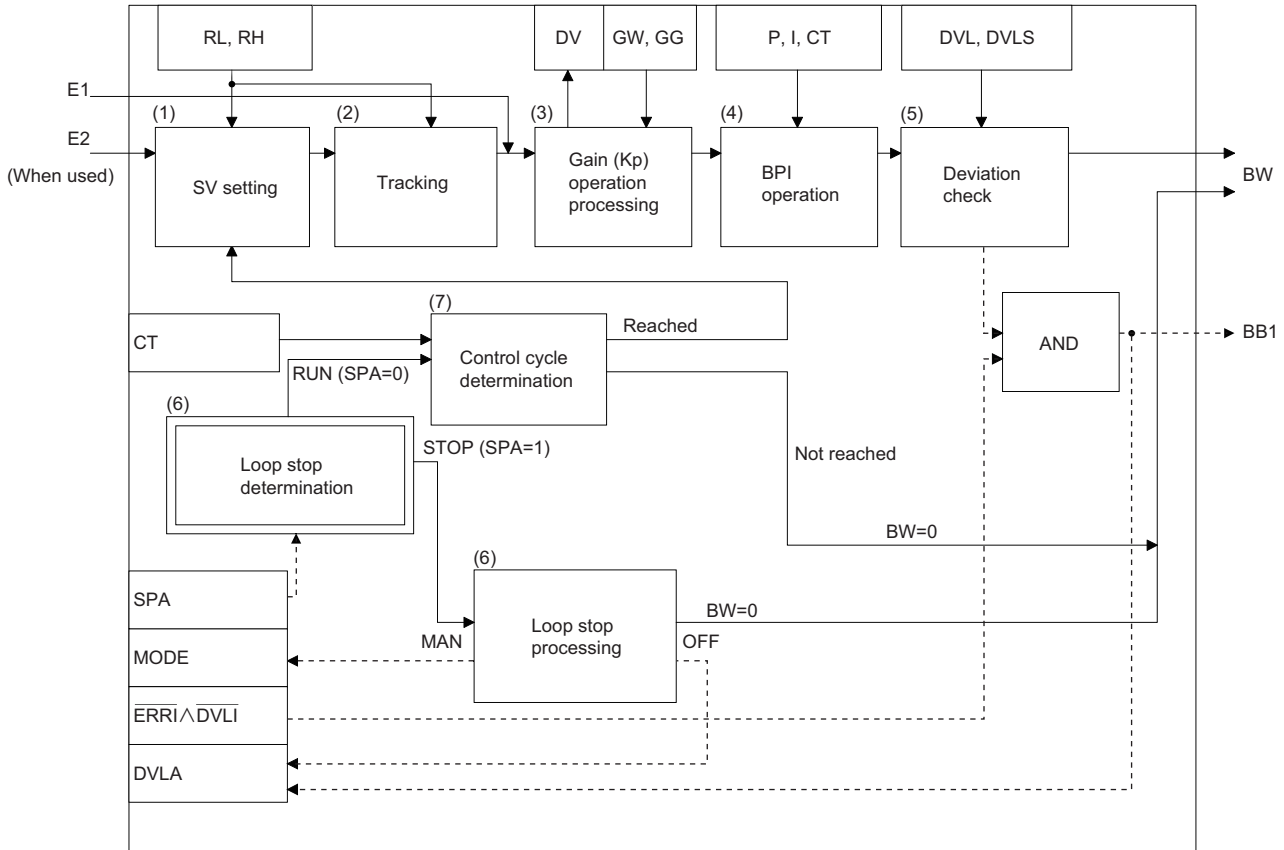 RL, RH
DV
GW, GG
P, I, CT
DVL, DVLS
E1
(1)
(2)
(3)
(4)
(5)
E2
(When used)
SV setting
Tracking
Gain (Kp)
operation
processing
BPI
operation
Deviation
check
BW
(7)
CT
Reached
Control cycle
determination
AND
BB1
RUN (SPA=0)
(6)
STOP (SPA=1)
Loop stop
determination
Not reached
BW=0
(6)
SPA
BW=0
MAN
Loop stop
processing
OFF
MODE
E̅R̅R̅I̅∧D̅V̅L̅I̅
DVLA